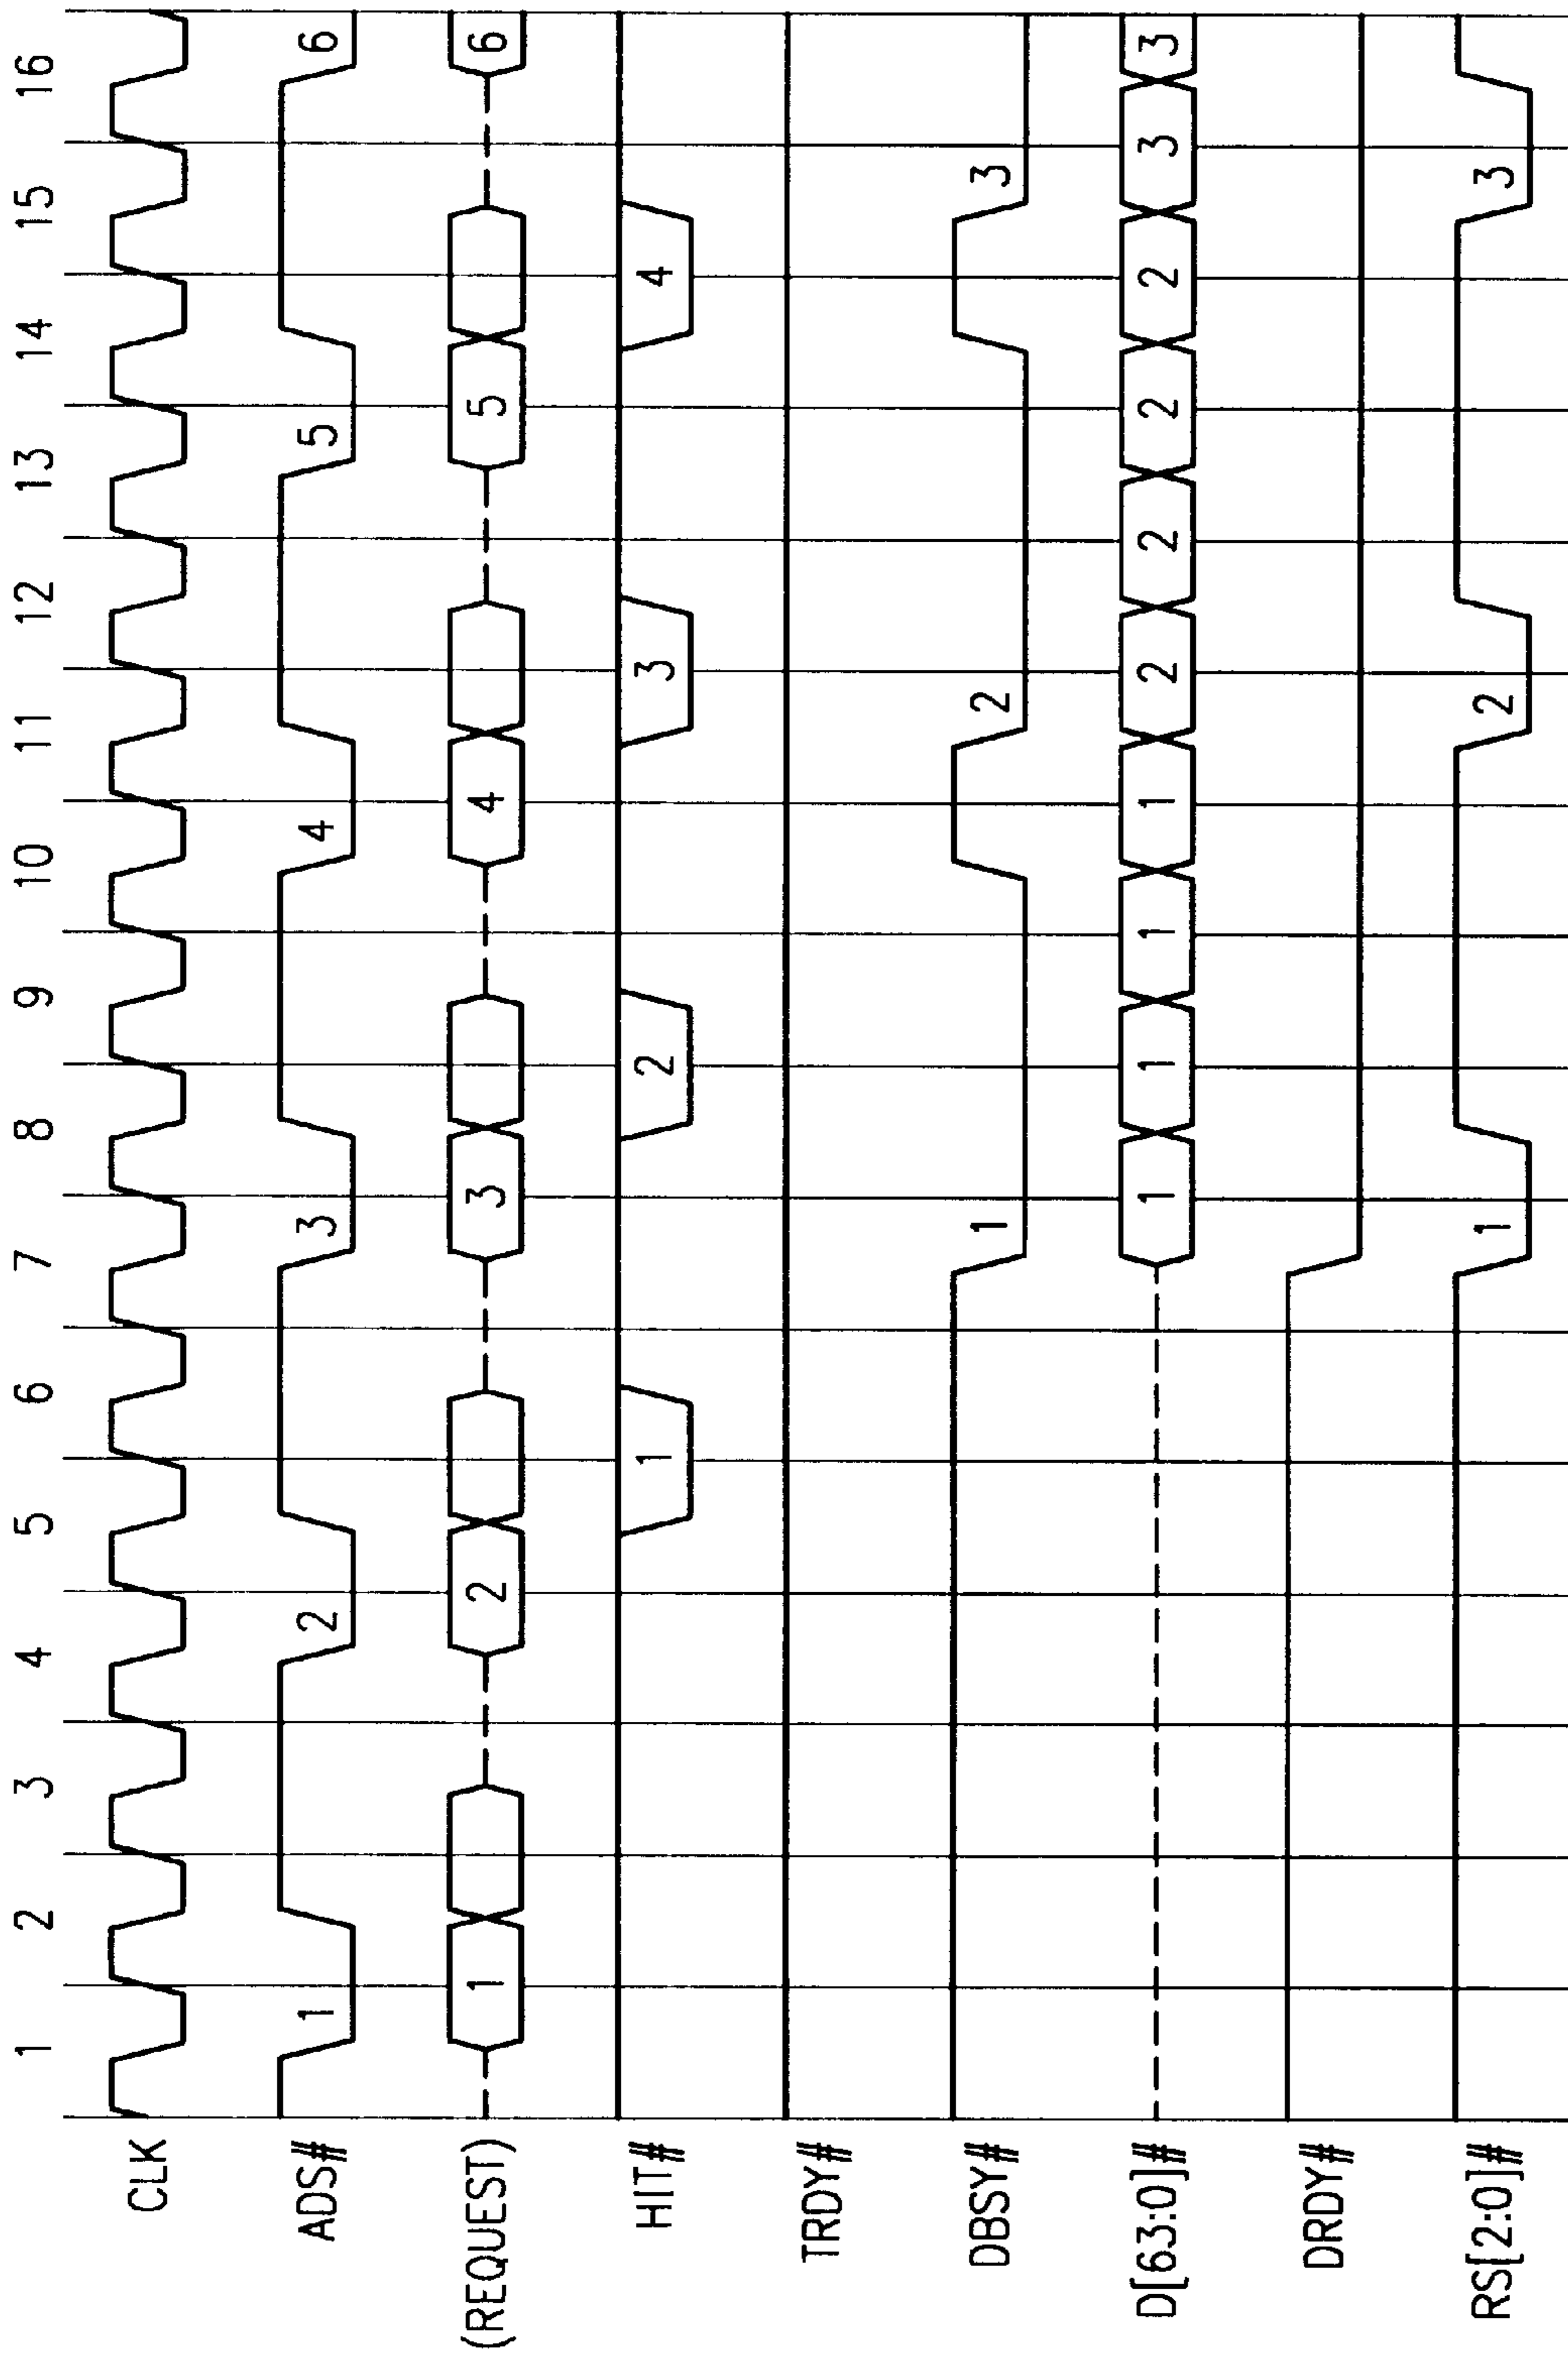 1 2 3 4 5 6 7 8 9 10 11 12 13 14 15 16
CLK
ADS# 1 2 3 4 5 6
(REQUEST) 1 2 3 4 5 6
HIT# 1 2 3 4
TRDY#
DBSY# 1 2 3
D[63:0]# 1 1 1 1 2 2 2 2 3 3
DRDY#
RS[2:0]# 1 2 3